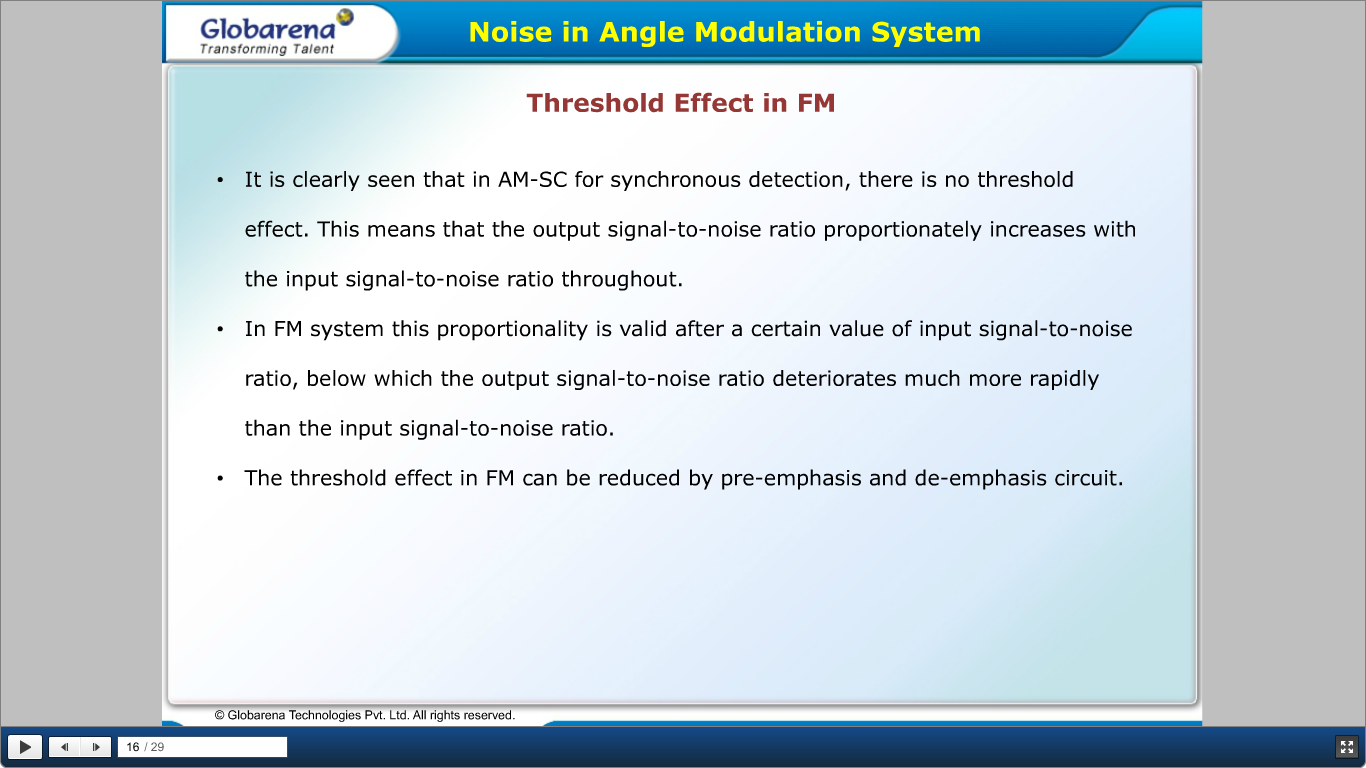 Globarena
Transforming Talent
Noise in Angle Modulation System
Threshold Effect in FM
• It is clearly seen that in AM-SC for synchronous detection, there is no threshold
effect. This means that the output signal-to-noise ratio proportionately increases with
the input signal-to-noise ratio throughout.
• In FM system this proportionality is valid after a certain value of input signal-to-noise
ratio, below which the output signal-to-noise ratio deteriorates much more rapidly
than the input signal-to-noise ratio.
• The threshold effect in FM can be reduced by pre-emphasis and de-emphasis circuit.
© Globarena Technologies Pvt. Ltd. All rights reserved.
16 / 29